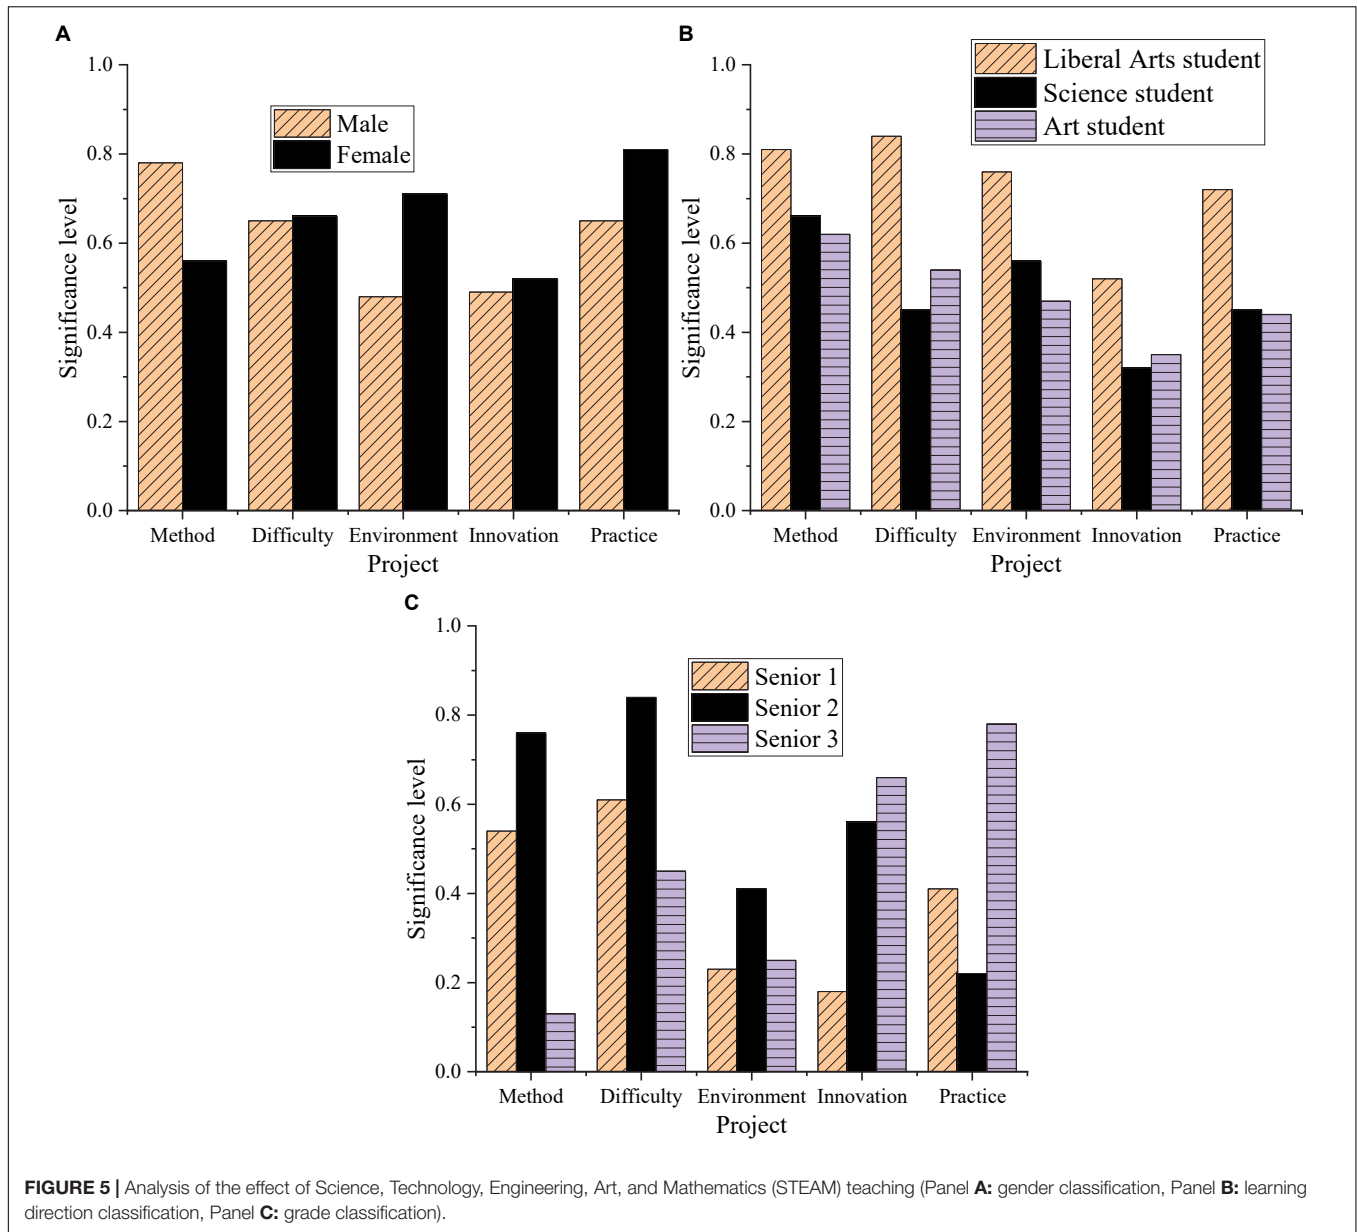 A
1.0
0.8
0.6
0.4
0.2
0.0
Significance level
Male
Female
Method Difficulty Environment Innovation Practice
Project
B
1.0
0.8
0.6
0.4
0.2
0.0
Significance level
Liberal Arts student
Science student
Art student
Method Difficulty Environment Innovation Practice
Project
C
1.0
0.8
0.6
0.4
0.2
0.0
Significance level
Senior 1
Senior 2
Senior 3
Method Difficulty Environment Innovation Practice
Project
FIGURE 5 | Analysis of the effect of Science, Technology, Engineering, Art, and Mathematics (STEAM) teaching (Panel A: gender classification, Panel B: learning
direction classification, Panel C: grade classification).